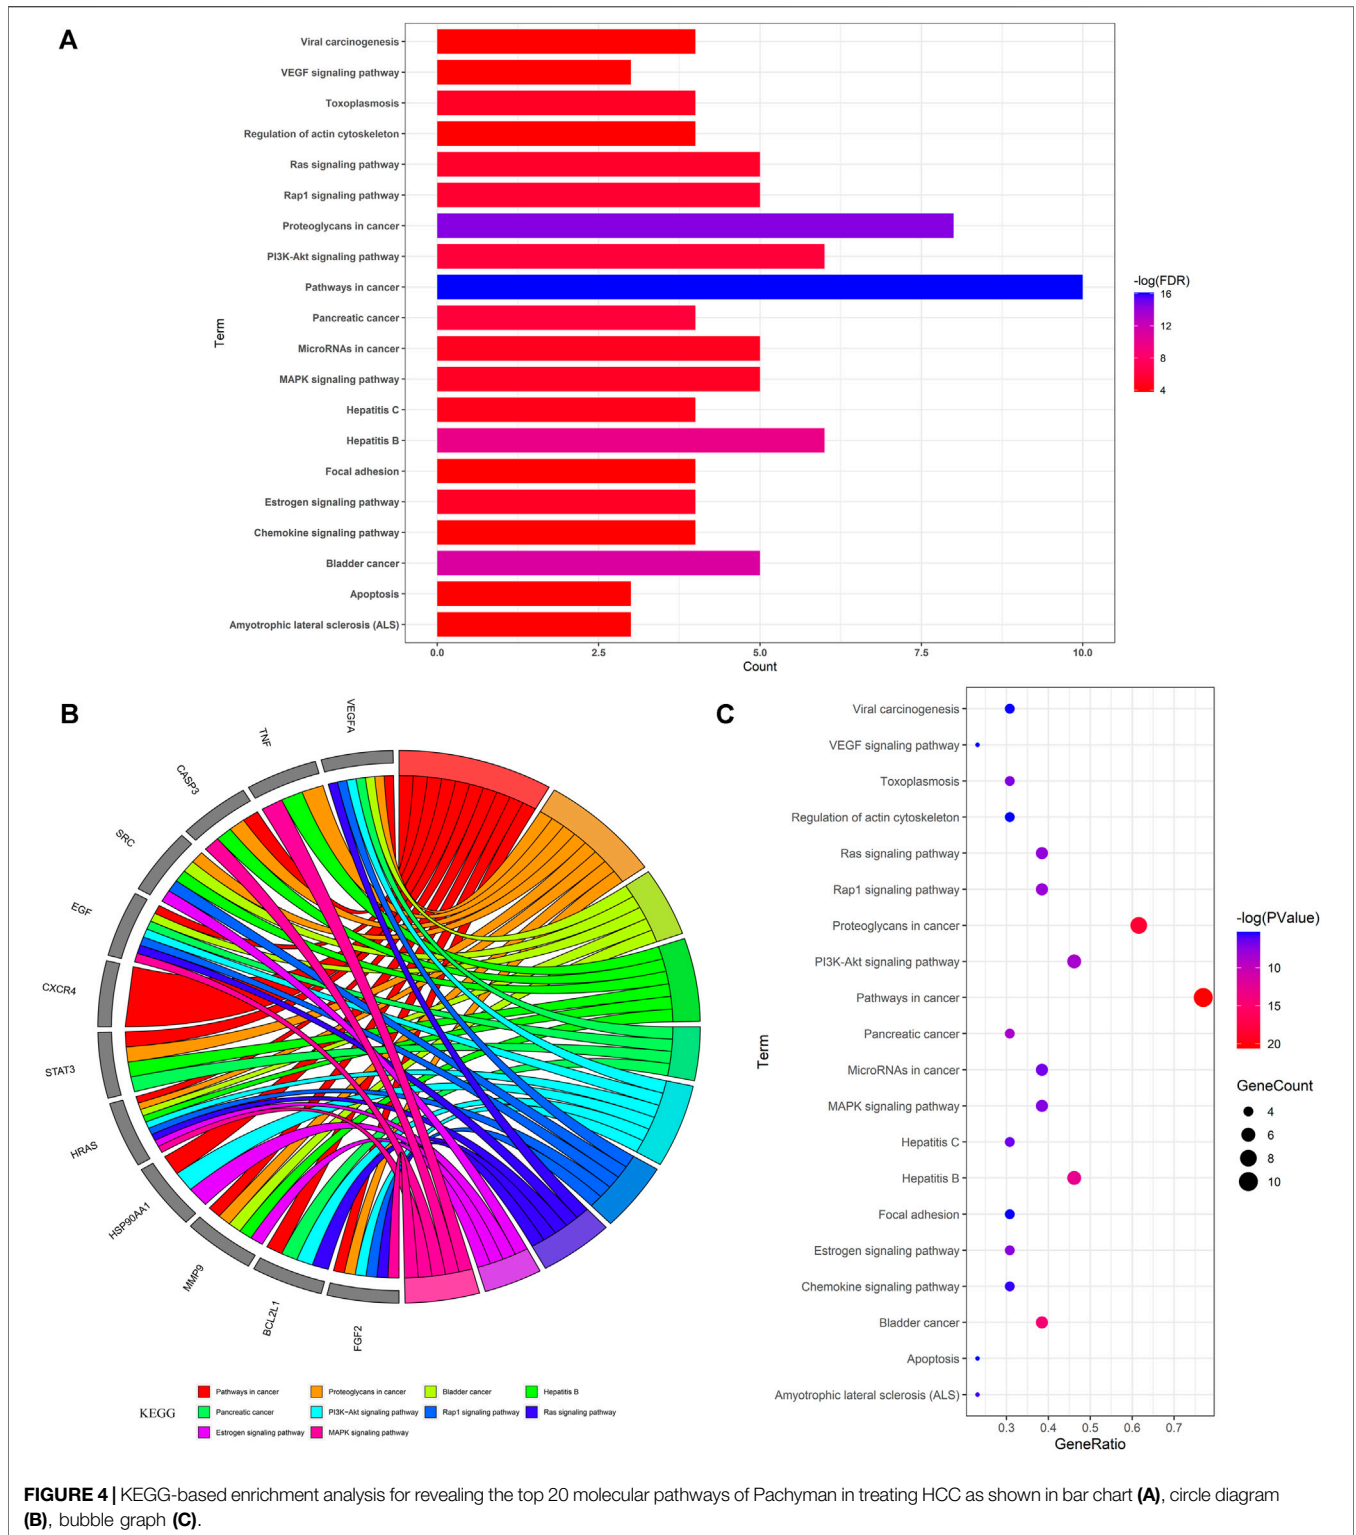 A
Viral carcinogenesis
VEGF signaling pathway
Toxoplasmosis
Regulation of actin cytoskeleton
Ras signaling pathway
Rap1 signaling pathway
Proteoglycans in cancer
PI3K-Akt signaling pathway
Pathways in cancer
Pancreatic cancer
MicroRNAs in cancer
MAPK signaling pathway
Hepatitis C
Hepatitis B
Focal adhesion
Estrogen signaling pathway
Chemokine signaling pathway
Bladder cancer
Apoptosis
Amyotrophic lateral sclerosis (ALS)
Term
0.0 2.5 5.0 7.5 10.0
Count
-log(FDR)
16
12
8
4
B
VEGFA
TNF
CASP3
SRC
EGF
CXCR4
STAT3
HRAS
HSP90AA1
MMP9
BCL2L1
FGF2
KEGG
Pathways in cancer Proteoglycans in cancer Bladder cancer Hepatitis B
Pancreatic cancer PI3K−Akt signaling pathway Rap1 signaling pathway Ras signaling pathway
Estrogen signaling pathway MAPK signaling pathway
C
Viral carcinogenesis
VEGF signaling pathway
Toxoplasmosis
Regulation of actin cytoskeleton
Ras signaling pathway
Rap1 signaling pathway
Proteoglycans in cancer
PI3K-Akt signaling pathway
Pathways in cancer
Pancreatic cancer
MicroRNAs in cancer
MAPK signaling pathway
Hepatitis C
Hepatitis B
Focal adhesion
Estrogen signaling pathway
Chemokine signaling pathway
Bladder cancer
Apoptosis
Amyotrophic lateral sclerosis (ALS)
Term
0.3 0.4 0.5 0.6 0.7
GeneRatio
-log(PValue)
10
15
20
GeneCount
4
6
8
10
FIGURE 4 | KEGG-based enrichment analysis for revealing the top 20 molecular pathways of Pachyman in treating HCC as shown in bar chart (A), circle diagram
(B), bubble graph (C).